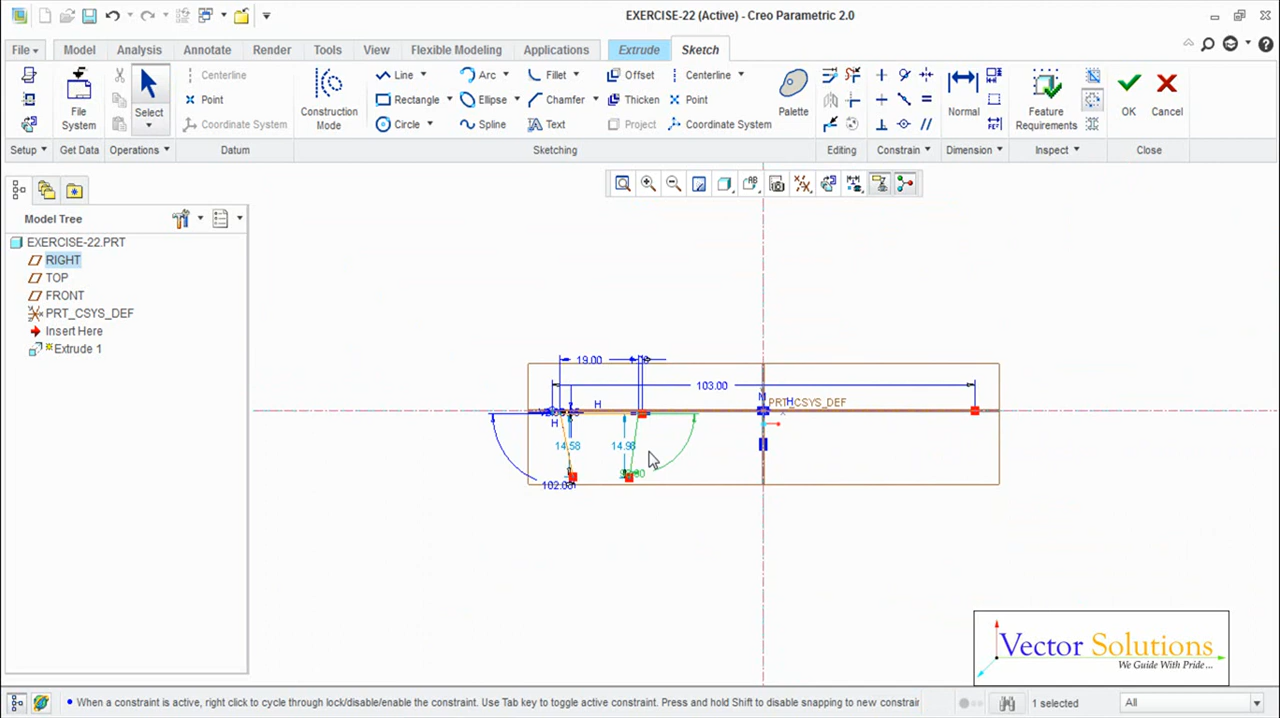 EXERCISE-22 (Active) - Creo Parametric 2.0
File Model Analysis Annotate Render Tools View Flexible Modeling Applications Extrude Sketch
Centerline Line Arc Fillet Offset Centerline
Point Rectangle Ellipse Chamfer Thicken Point
Coordinate System Circle Spline Text Project Coordinate System
File System Select Construction Mode Palette Normal Feature Requirements OK Cancel
Setup Get Data Operations Datum Sketching Editing Constrain Dimension Inspect Close
Model Tree
EXERCISE-22.PRT
RIGHT
TOP
FRONT
PRT_CSYS_DEF
Insert Here
Extrude 1
19.00
103.00
H
M
H
PRT_CSYS_DEF
H
14.58
102.00
Vector Solutions
We Guide With Pride...
When a constraint is active, right click to cycle through lock/disable/enable the constraint. Use Tab key to toggle active constraint. Press and hold Shift to disable snapping to new constrain
1 selected
All